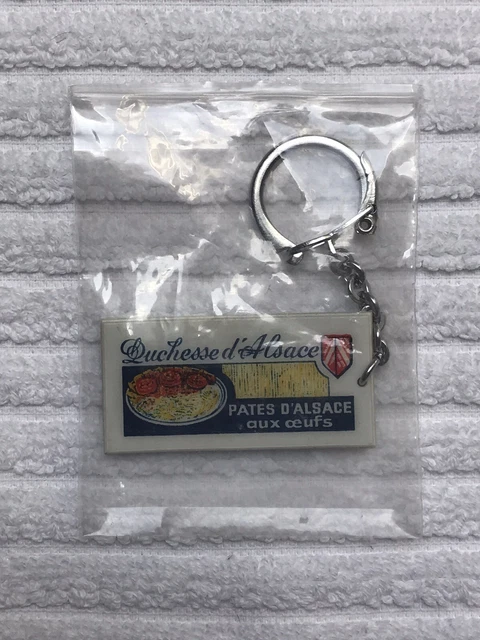 Duchesse d'Alsace
PATES D'ALSACE
aux œufs